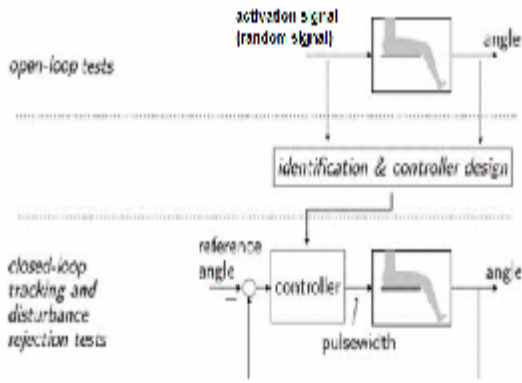 activation signal
(random signal)
angle
open-loop tests
identification & controller design
reference
angle
closed-loop
tracking and
disturbance
rejection tests
controller
angle
pulsewidth